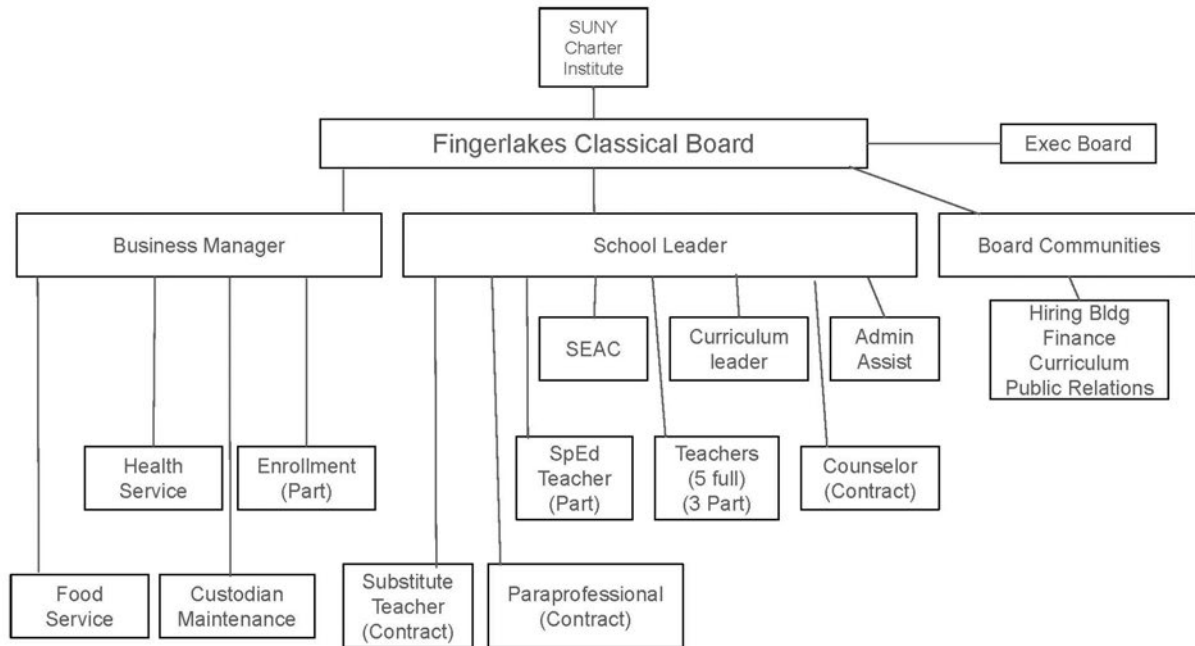 SUNY
Charter
Institute
Fingerlakes Classical Board
Exec Board
Business Manager
School Leader
Board Communities
SEAC
Curriculum
leader
Admin
Assist
Hiring Bldg
Finance
Curriculum
Public Relations
Health
Service
Enrollment
(Part)
SpEd
Teacher
(Part)
Teachers
(5 full)
(3 Part)
Counselor
(Contract)
Food
Service
Custodian
Maintenance
Substitute
Teacher
(Contract)
Paraprofessional
(Contract)